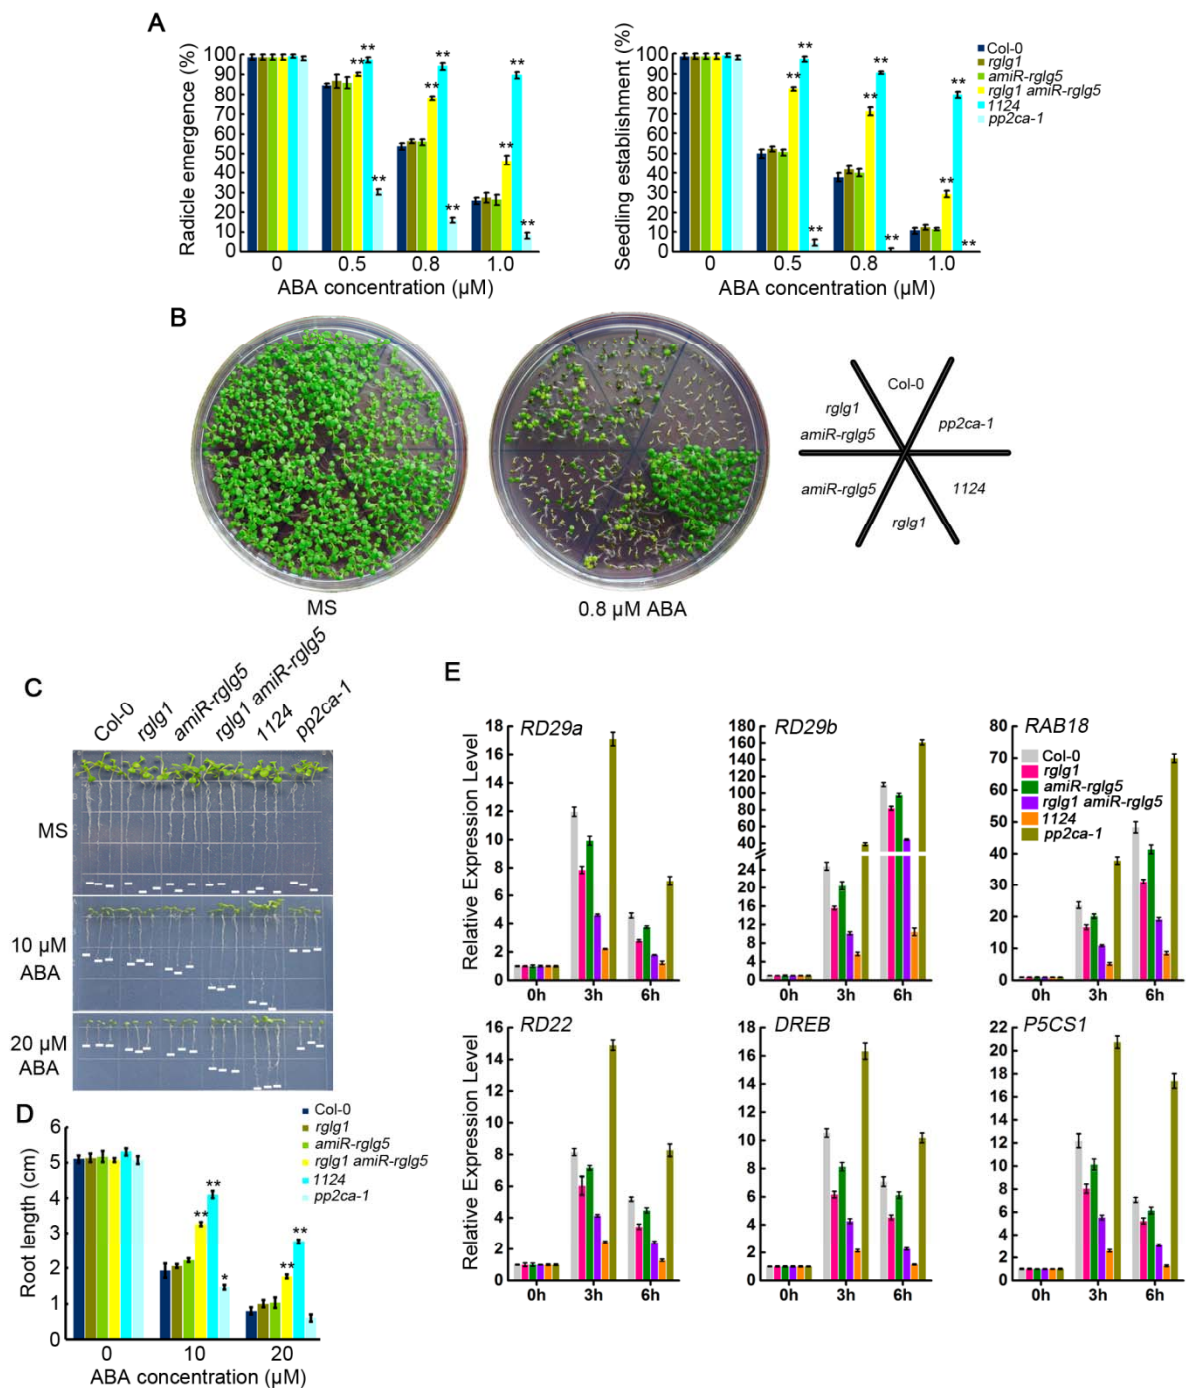 A
Radicle emergence (%)
100
90
80
70
60
50
40
30
20
10
0
** ** ** ** ** ** ** ** **
0 0.5 0.8 1.0
ABA concentration (µM)
Seedling establishment (%)
100
90
80
70
60
50
40
30
20
10
0
** ** ** ** ** ** ** ** **
0 0.5 0.8 1.0
ABA concentration (µM)
Col-0
rglg1
amiR-rglg5
rglg1 amiR-rglg5
1124
pp2ca-1
B
MS
0.8 µM ABA
Col-0
rglg1
amiR-rglg5
pp2ca-1
amiR-rglg5
1124
rglg1
C
Col-0
rglg1
amiR-rglg5
rglg1 amiR-rglg5
1124
pp2ca-1
MS
10 µM
ABA
20 µM
ABA
D
Root length (cm)
6
5
4
3
2
1
0
** ** * ** **
0 10 20
ABA concentration (µM)
Col-0
rglg1
amiR-rglg5
rglg1 amiR-rglg5
1124
pp2ca-1
E
Relative Expression Level
RD29a
18
16
14
12
10
8
6
4
2
0
0h 3h 6h
RD29b
180
160
140
120
100
80
60
40
24
20
16
12
8
4
0
0h 3h 6h
RAB18
80
70
60
50
40
30
20
10
0
Col-0
rglg1
amiR-rglg5
rglg1 amiR-rglg5
1124
pp2ca-1
0h 3h 6h
Relative Expression Level
RD22
16
14
12
10
8
6
4
2
0
0h 3h 6h
DREB
18
16
14
12
10
8
6
4
2
0
0h 3h 6h
P5CS1
22
20
18
16
14
12
10
8
6
4
2
0
0h 3h 6h